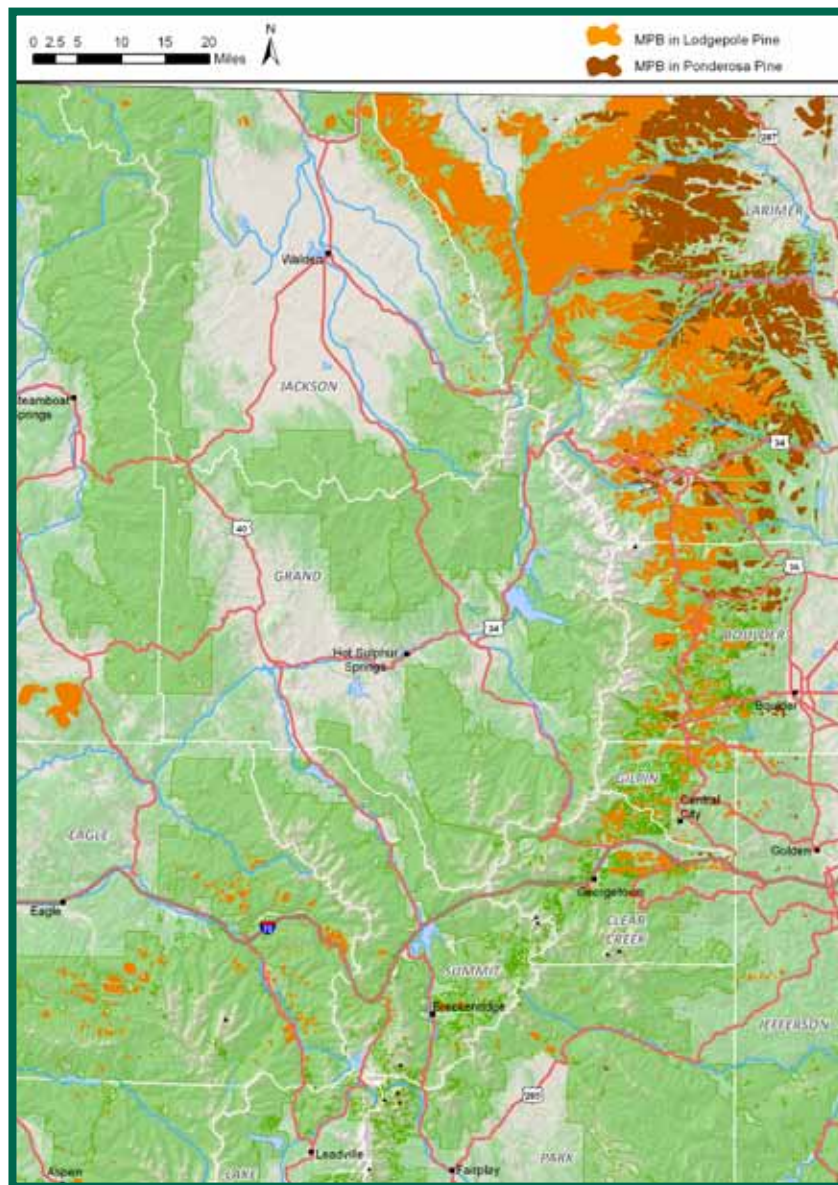 0 2.5 5 10 15 20
Miles
N
MPB in Lodgepole Pine
MPB in Ponderosa Pine
287
LARIMER
Walden
JACKSON
teamboat
prings
34
40
GRAND
36
34
Hot Sulphur
Springs
BOULDER
Boulder
GILPIN
Central
City
EAGLE
Golden
Georgetown
Eagle
70
CLEAR
CREEK
SUMMIT
Breckenridge
JEFFERSON
285
Leadville
PARK
Aspen
LAKE
Fairplay